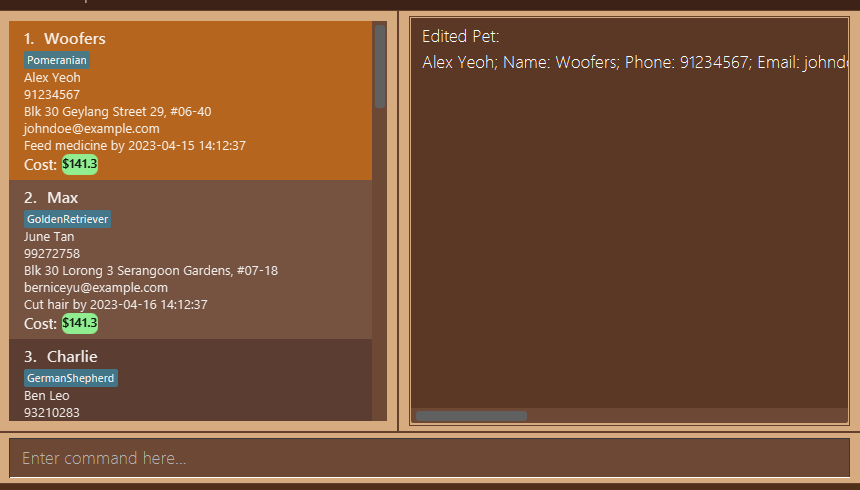 1. Woofers
Pomeranian
Alex Yeoh
91234567
Blk 30 Geylang Street 29, #06-40
johndoe@example.com
Feed medicine by 2023-04-15 14:12:37
Cost: $141.3
2. Max
GoldenRetriever
June Tan
99272758
Blk 30 Lorong 3 Serangoon Gardens, #07-18
berniceyu@example.com
Cut hair by 2023-04-16 14:12:37
Cost: $141.3
3. Charlie
GermanShepherd
Ben Leo
93210283
Edited Pet:
Alex Yeoh; Name: Woofers; Phone: 91234567; Email: johnd
Enter command here...